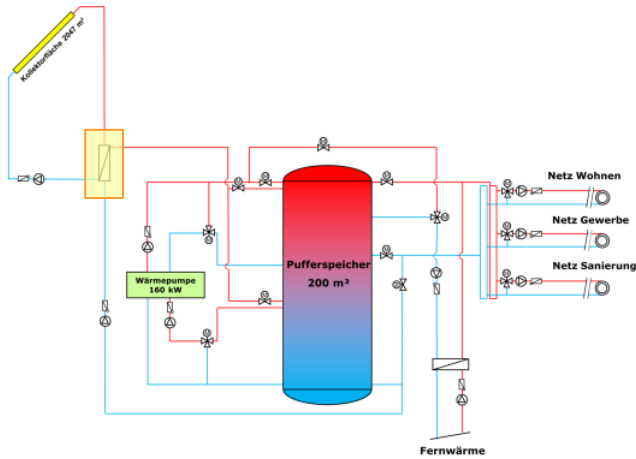 Kollektorfläche 2047 m²
Netz Wohnen
Netz Gewerbe
Netz Sanierung
Pufferspeicher
200 m³
Wärmepumpe
160 kW
Fernwärme